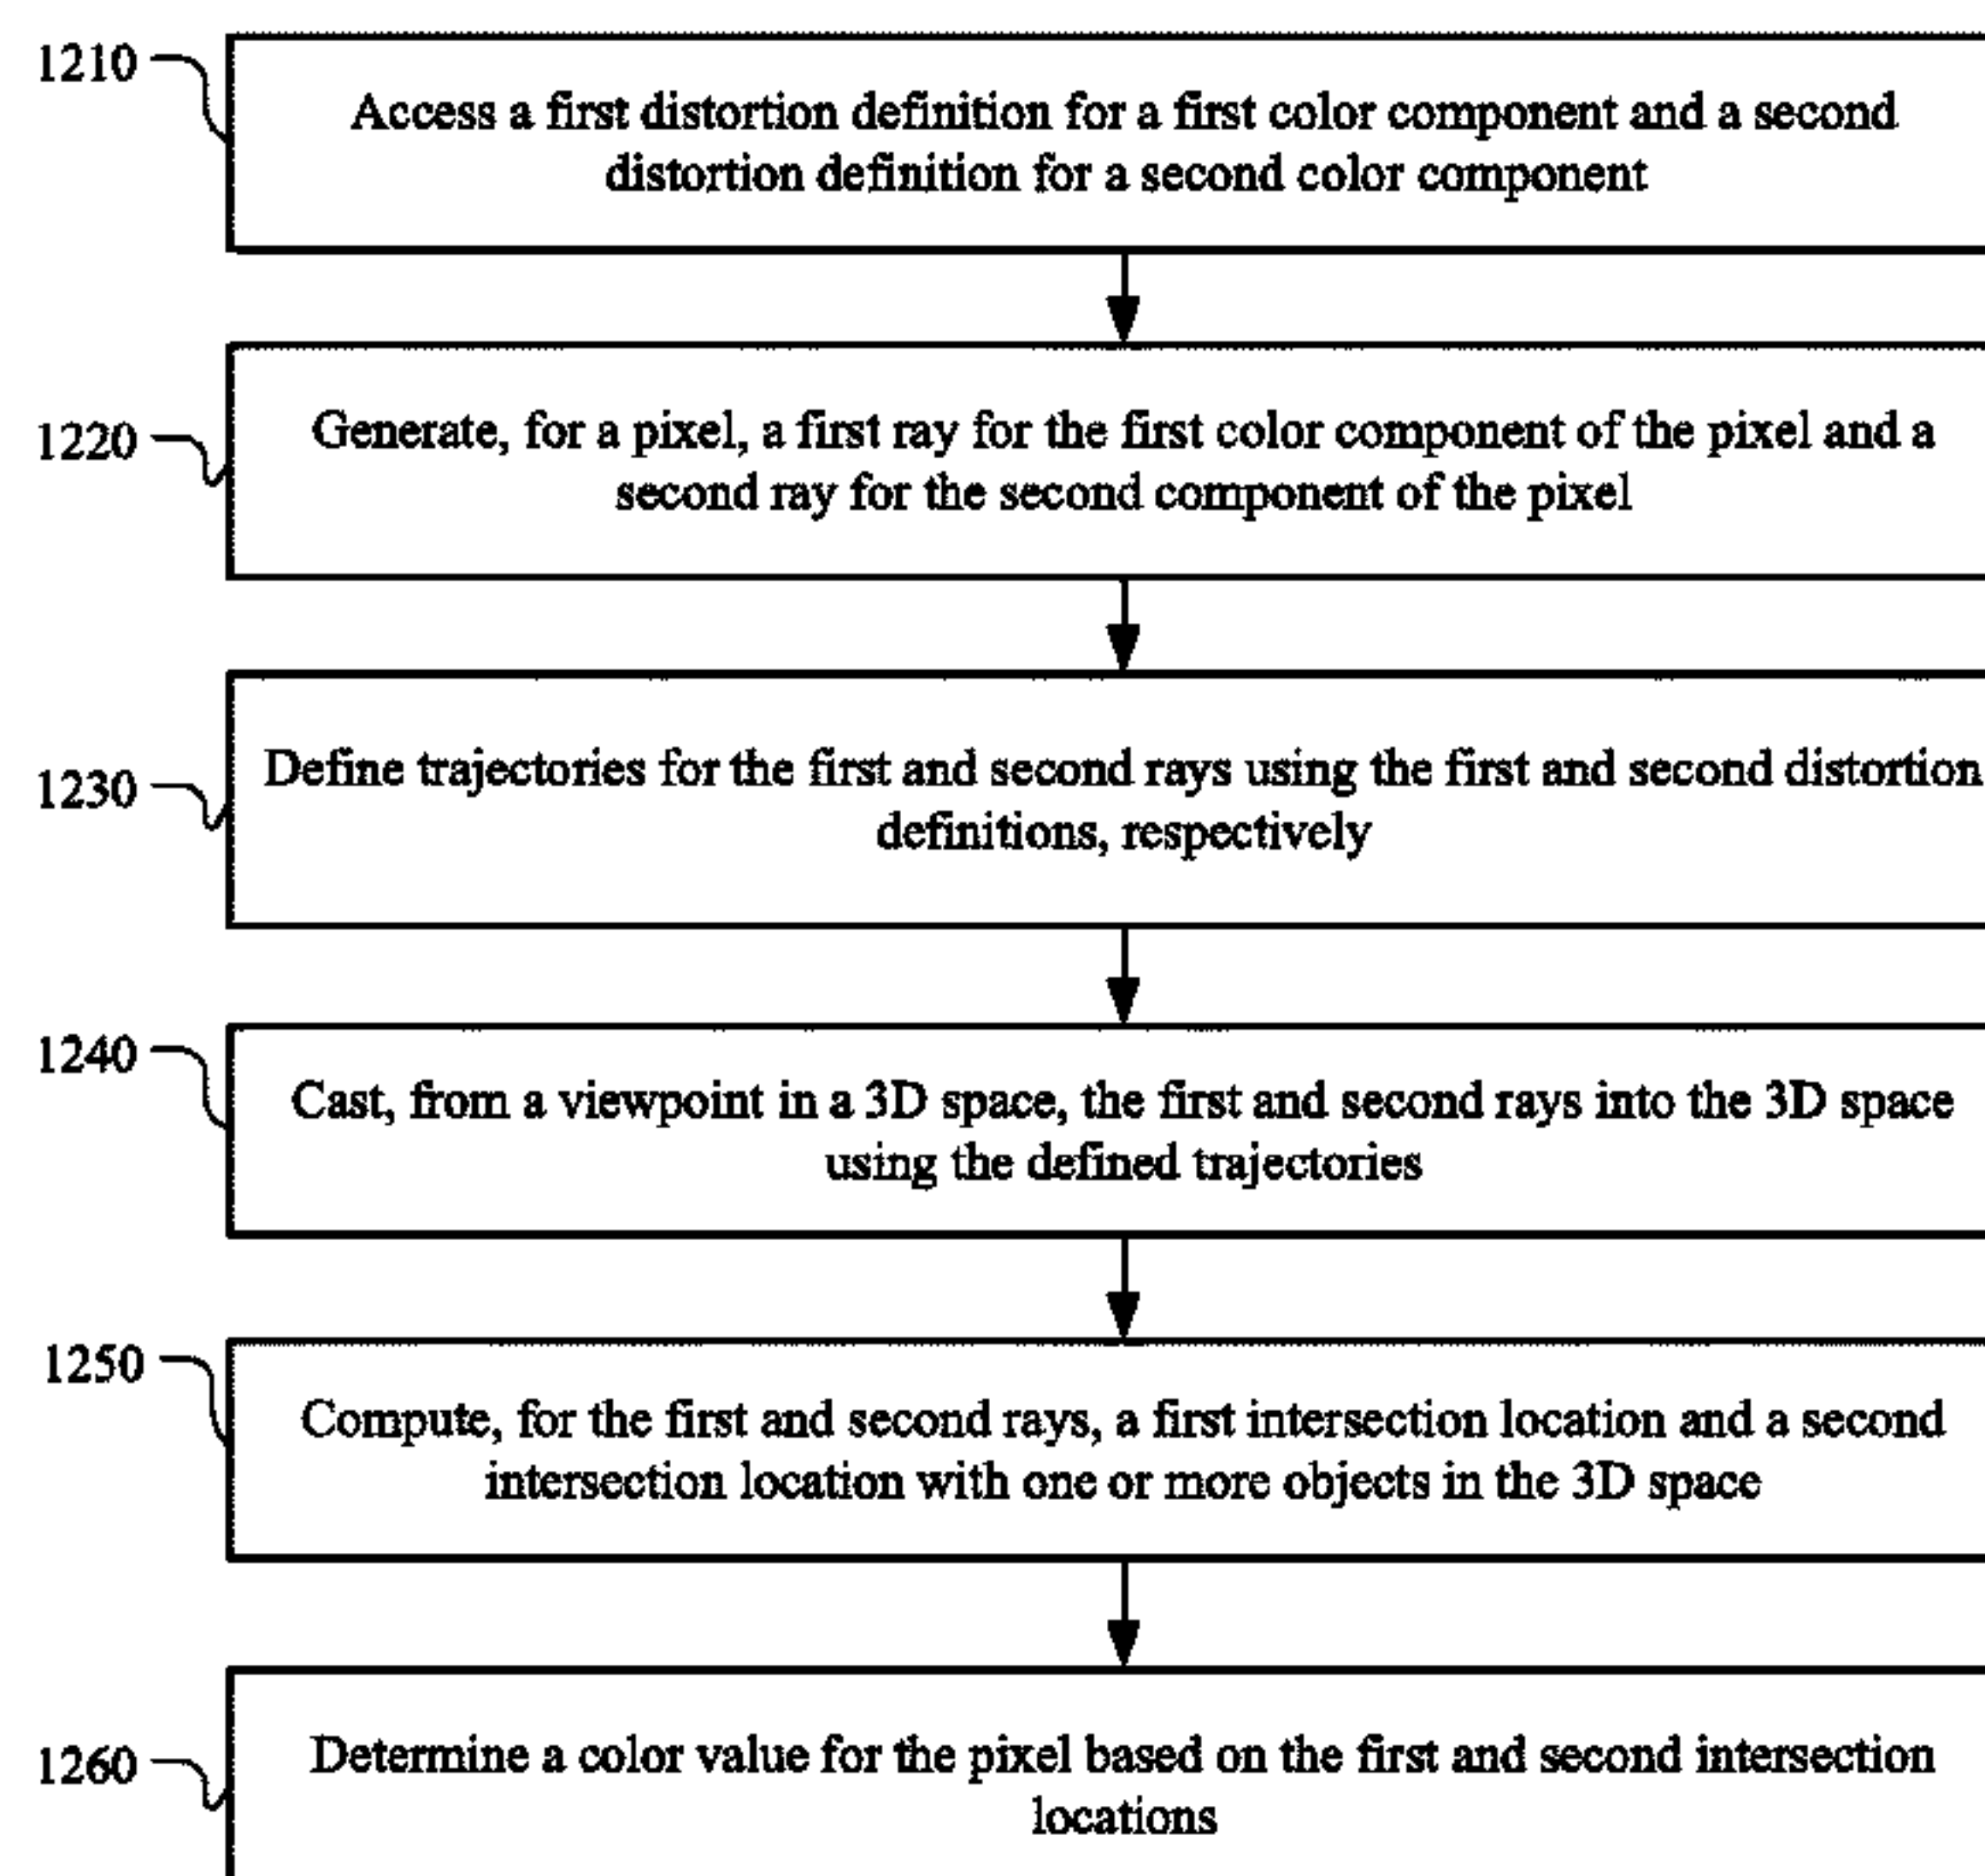 1210
Access a first distortion definition for a first color component and a second
distortion definition for a second color component
1220
Generate, for a pixel, a first ray for the first color component of the pixel and a
second ray for the second component of the pixel
1230
Define trajectories for the first and second rays using the first and second distortion
definitions, respectively
1240
Cast, from a viewpoint in a 3D space, the first and second rays into the 3D space
using the defined trajectories
1250
Compute, for the first and second rays, a first intersection location and a second
intersection location with one or more objects in the 3D space
1260
Determine a color value for the pixel based on the first and second intersection
locations